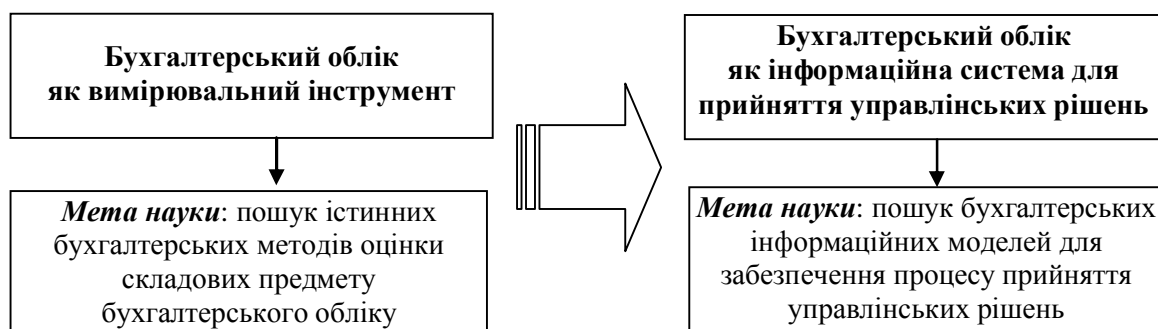 Бухгалтерський облік
як вимірювальний інструмент
Мета науки: пошук істинних
бухгалтерських методів оцінки
складових предмету
бухгалтерського обліку
Бухгалтерський облік
як інформаційна система для
прийняття управлінських рішень
Мета науки: пошук бухгалтерських
інформаційних моделей для
забезпечення процесу прийняття
управлінських рішень